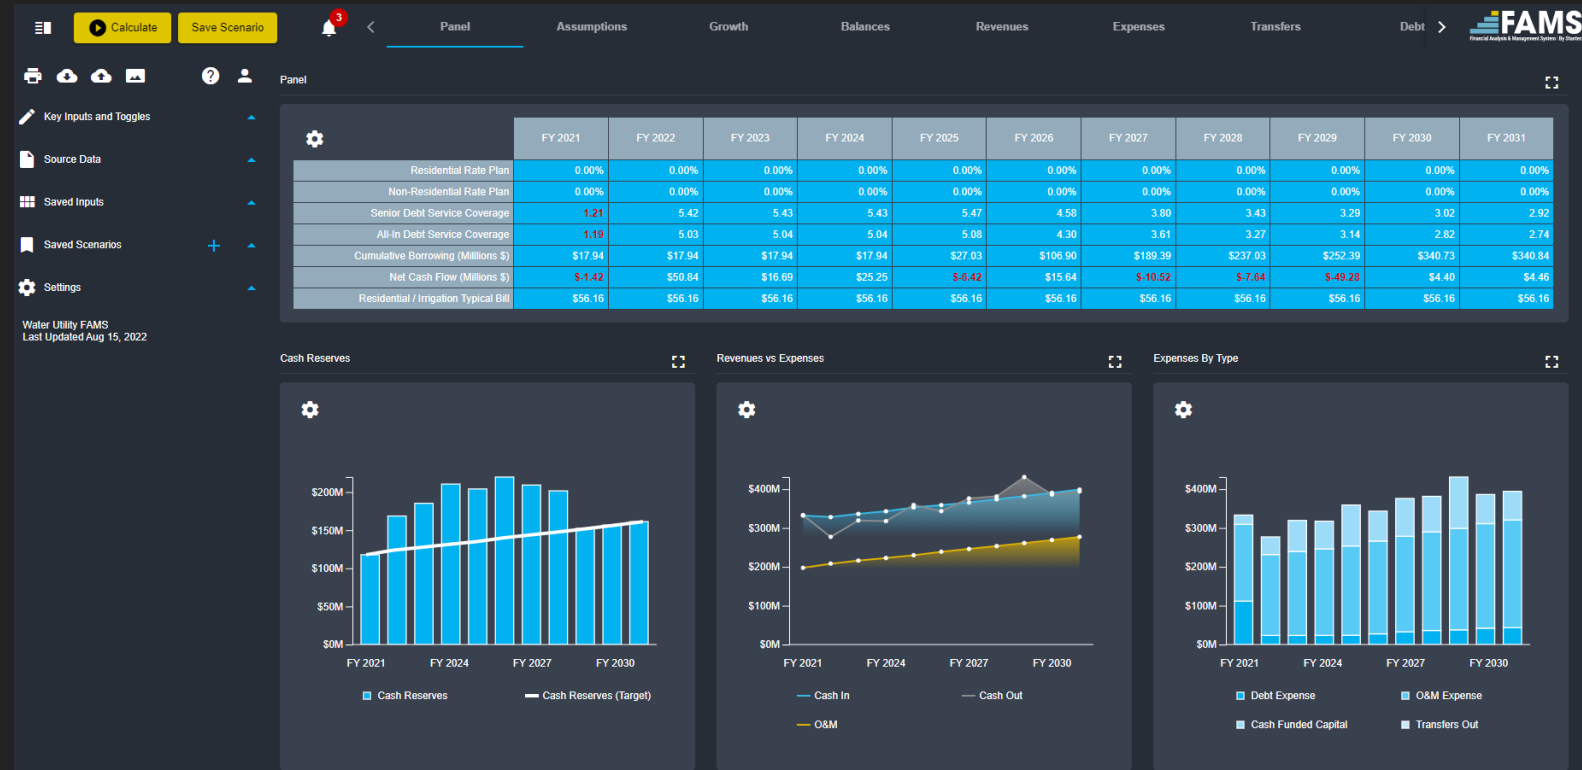 Calculate Save Scenario 3 Panel Assumptions Growth Balances Revenues Expenses Transfers Debt FAMS
Financial Analysis & Management System
Panel
Key Inputs and Toggles
Source Data
Saved Inputs
Saved Scenarios
Settings
Water Utility FAMS
Last Updated Aug 15, 2022
FY 2021 FY 2022 FY 2023 FY 2024 FY 2025 FY 2026 FY 2027 FY 2028 FY 2029 FY 2030 FY 2031
Residential Rate Plan 0.00% 0.00% 0.00% 0.00% 0.00% 0.00% 0.00% 0.00% 0.00% 0.00% 0.00%
Non-Residential Rate Plan 0.00% 0.00% 0.00% 0.00% 0.00% 0.00% 0.00% 0.00% 0.00% 0.00% 0.00%
Senior Debt Service Coverage 1.21 5.42 5.43 5.43 5.47 4.58 3.80 3.43 3.29 3.02 2.92
All-In Debt Service Coverage 1.19 5.03 5.04 5.04 5.08 4.30 3.61 3.27 3.14 2.82 2.74
Cumulative Borrowing (Millions $) $17.94 $17.94 $17.94 $17.94 $27.03 $106.90 $189.39 $237.03 $252.39 $340.73 $340.84
Net Cash Flow (Millions $) $-1.42 $50.84 $16.69 $25.25 $-6.42 $15.64 $-10.52 $-7.64 $-49.28 $4.40 $4.46
Residential / Irrigation Typical Bill $56.16 $56.16 $56.16 $56.16 $56.16 $56.16 $56.16 $56.16 $56.16 $56.16 $56.16
Cash Reserves
$200M
$150M
$100M
$50M
$0M
FY 2021 FY 2024 FY 2027 FY 2030
Cash Reserves Cash Reserves (Target)
Revenues vs Expenses
$400M
$300M
$200M
$100M
$0M
FY 2021 FY 2024 FY 2027 FY 2030
Cash In Cash Out
O&M
Expenses By Type
$400M
$300M
$200M
$100M
$0M
FY 2021 FY 2024 FY 2027 FY 2030
Debt Expense O&M Expense
Cash Funded Capital Transfers Out